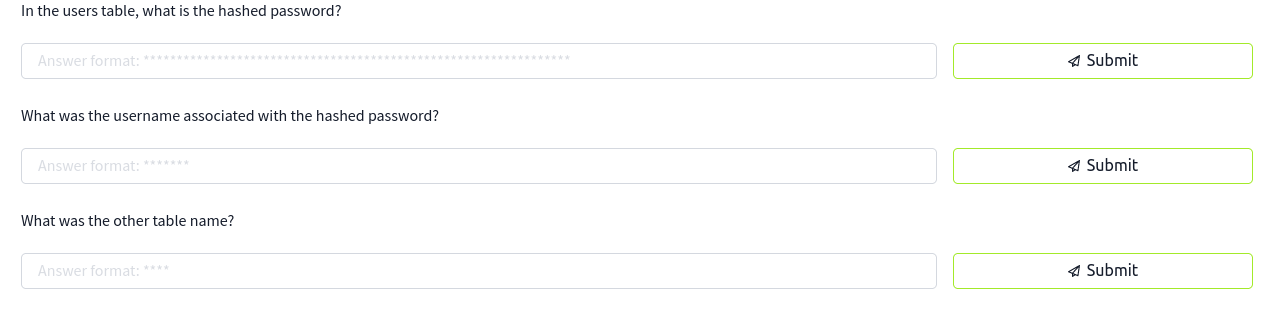 In the users table, what is the hashed password?
Answer format: ****************************************************************
Submit
What was the username associated with the hashed password?
Answer format: *******
Submit
What was the other table name?
Answer format: ****
Submit